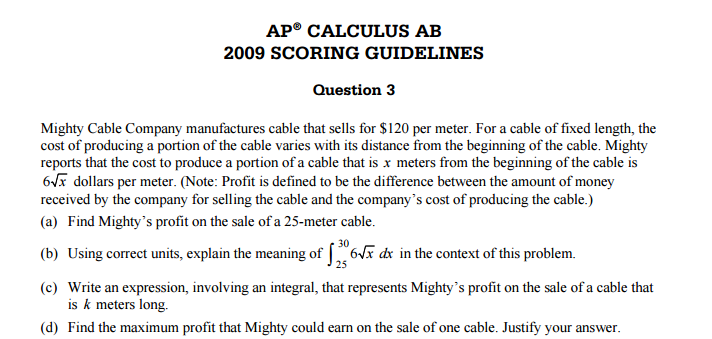 AP® CALCULUS AB
2009 SCORING GUIDELINES
Question 3
Mighty Cable Company manufactures cable that sells for $120 per meter. For a cable of fixed length, the
cost of producing a portion of the cable varies with its distance from the beginning of the cable. Mighty
reports that the cost to produce a portion of a cable that is x meters from the beginning of the cable is
6√x dollars per meter. (Note: Profit is defined to be the difference between the amount of money
received by the company for selling the cable and the company’s cost of producing the cable.)
(a) Find Mighty’s profit on the sale of a 25-meter cable.
(b) Using correct units, explain the meaning of ∫₂₅³⁰ 6√x dx in the context of this problem.
(c) Write an expression, involving an integral, that represents Mighty’s profit on the sale of a cable that
is k meters long.
(d) Find the maximum profit that Mighty could earn on the sale of one cable. Justify your answer.